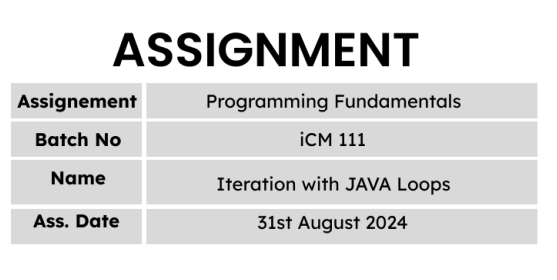 ASSIGNMENT
Assignement Programming Fundamentals
Batch No iCM 111
Name Iteration with JAVA Loops
Ass. Date 31st August 2024